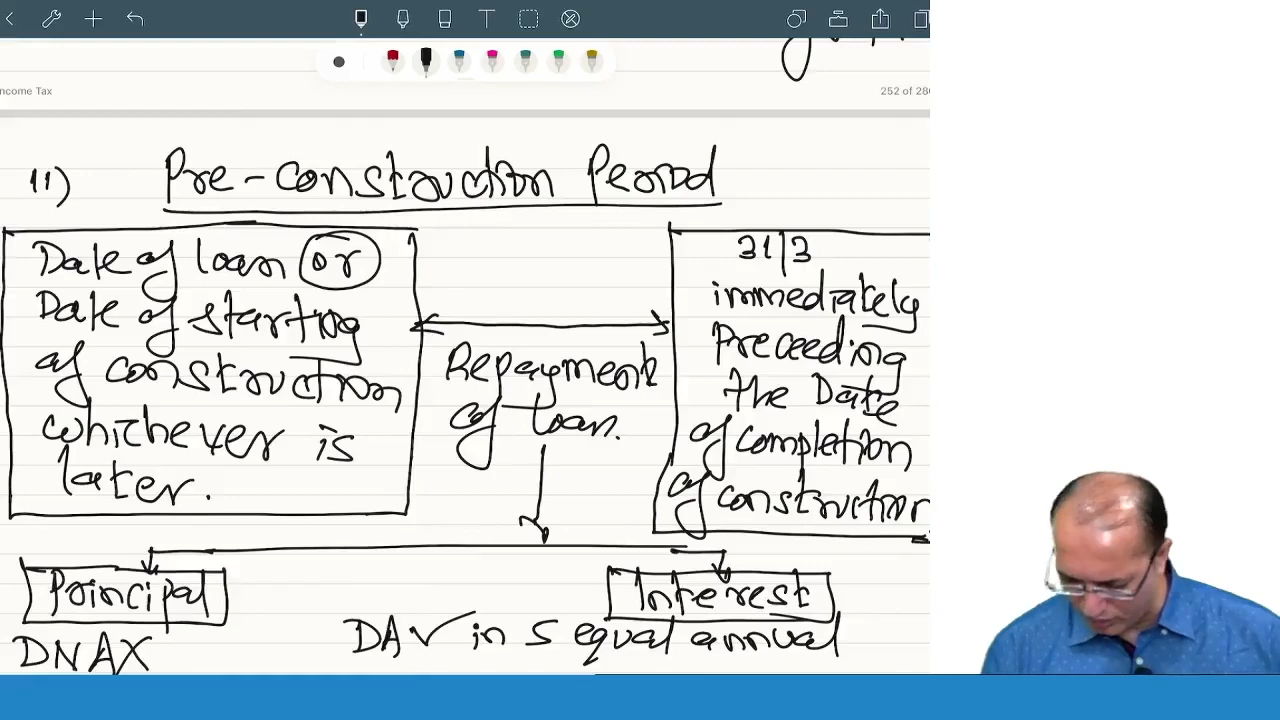 ncome Tax
252 of 28
11) Pre-construction Period
Date of loan or
Date of starting
of construction
whichever is
later.
Repayment
of loan.
31/3
immediately
Preceeding
the Date
of completion
of construction
Principal
DNAX
Interest
DAV in 5 equal annual